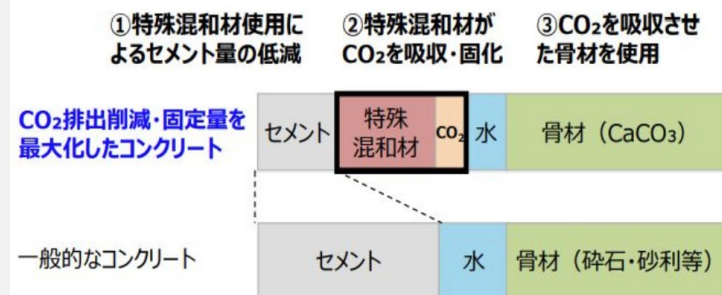 ①特殊混和材使用に
よるセメント量の低減
②特殊混和材が
CO₂を吸収・固化
③CO₂を吸収させ
た骨材を使用
CO₂排出削減・固定量を
最大化したコンクリート
セメント
特殊
混和材
CO₂
水
骨材（CaCO₃）
一般的なコンクリート
セメント
水
骨材（砕石・砂利等）